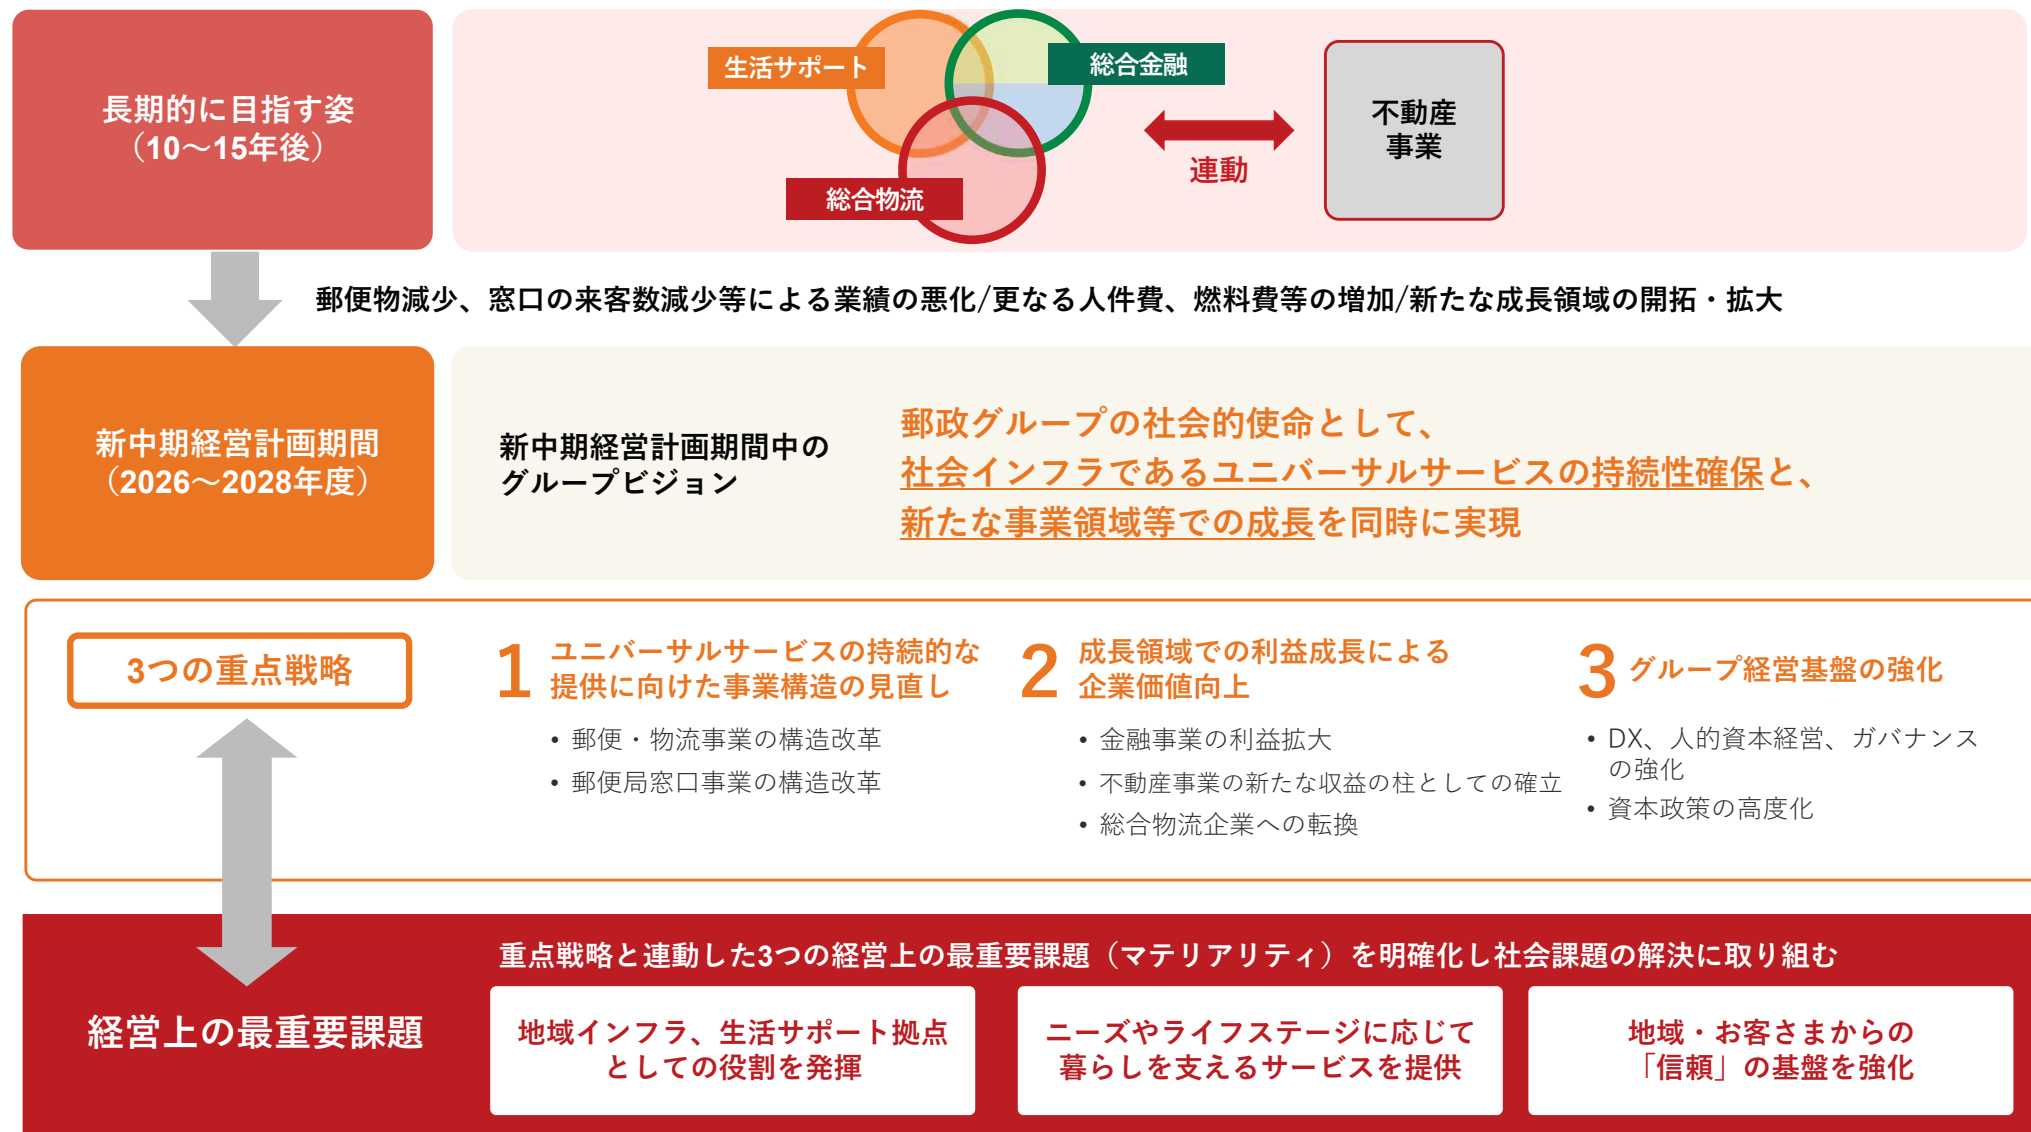 長期的に目指す姿
（10～15年後）
生活サポート
総合金融
総合物流
連動
不動産
事業
郵便物減少、窓口の来客数減少等による業績の悪化/更なる人件費、燃料費等の増加/新たな成長領域の開拓・拡大
新中期経営計画期間
（2026～2028年度）
新中期経営計画期間中の
グループビジョン
郵政グループの社会的使命として、
社会インフラであるユニバーサルサービスの持続性確保と、
新たな事業領域等での成長を同時に実現
3つの重点戦略
1 ユニバーサルサービスの持続的な
提供に向けた事業構造の見直し
• 郵便・物流事業の構造改革
• 郵便局窓口事業の構造改革
2 成長領域での利益成長による
企業価値向上
• 金融事業の利益拡大
• 不動産事業の新たな収益の柱としての確立
• 総合物流企業への転換
3 グループ経営基盤の強化
• DX、人的資本経営、ガバナンス
の強化
• 資本政策の高度化
経営上の最重要課題
重点戦略と連動した3つの経営上の最重要課題（マテリアリティ）を明確化し社会課題の解決に取り組む
地域インフラ、生活サポート拠点
としての役割を発揮
ニーズやライフステージに応じて
暮らしを支えるサービスを提供
地域・お客さまからの
「信頼」の基盤を強化